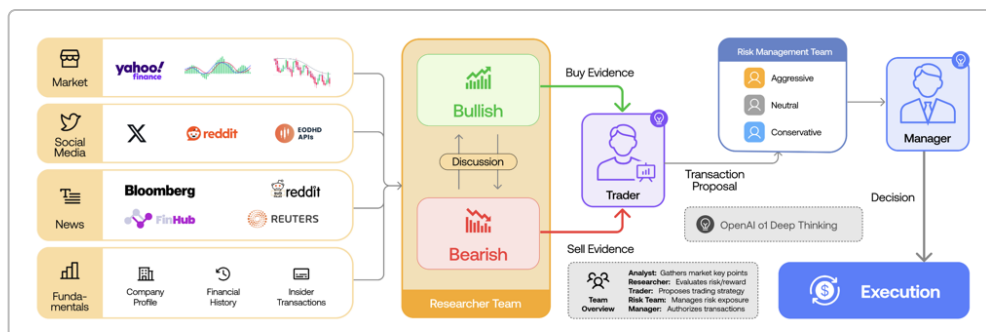 Market
yahoo!
finance
Social
Media
X
reddit
EODHD
APIs
News
Bloomberg
reddit
FinHub
REUTERS
Funda-
mentals
Company
Profile
Financial
History
Insider
Transactions
Bullish
Discussion
Bearish
Researcher Team
Buy Evidence
Sell Evidence
Trader
Transaction
Proposal
Risk Management Team
Aggressive
Neutral
Conservative
Manager
Decision
OpenAI o1 Deep Thinking
Team
Overview
Analyst: Gathers market key points
Researcher: Evaluates risk/reward
Trader: Proposes trading strategy
Risk Team: Manages risk exposure
Manager: Authorizes transactions
$ Execution